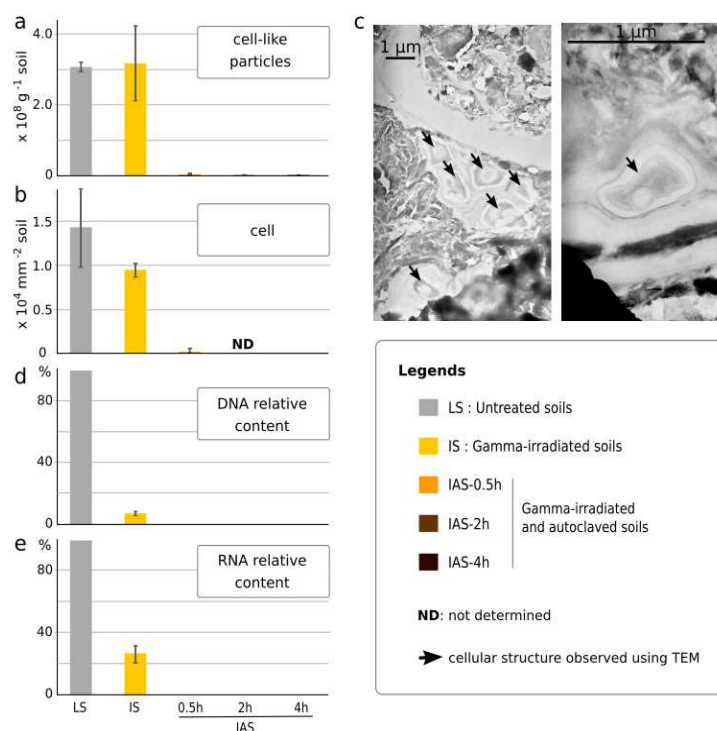 a
4.0
3.0
1.0
0
x 10⁸ g⁻¹ soil
cell-like
particles
b
1.5
1.0
0.5
0
x 10⁴ mm⁻² soil
cell
ND
c
1 μm
1 μm
d
%
80
40
0
DNA relative
content
e
%
80
40
0
RNA relative
content
LS
IS
0.5h
2h
4h
IAS
Legends
LS : Untreated soils
IS : Gamma-irradiated soils
IAS-0.5h
IAS-2h
IAS-4h
Gamma-irradiated
and autoclaved soils
ND: not determined
cellular structure observed using TEM